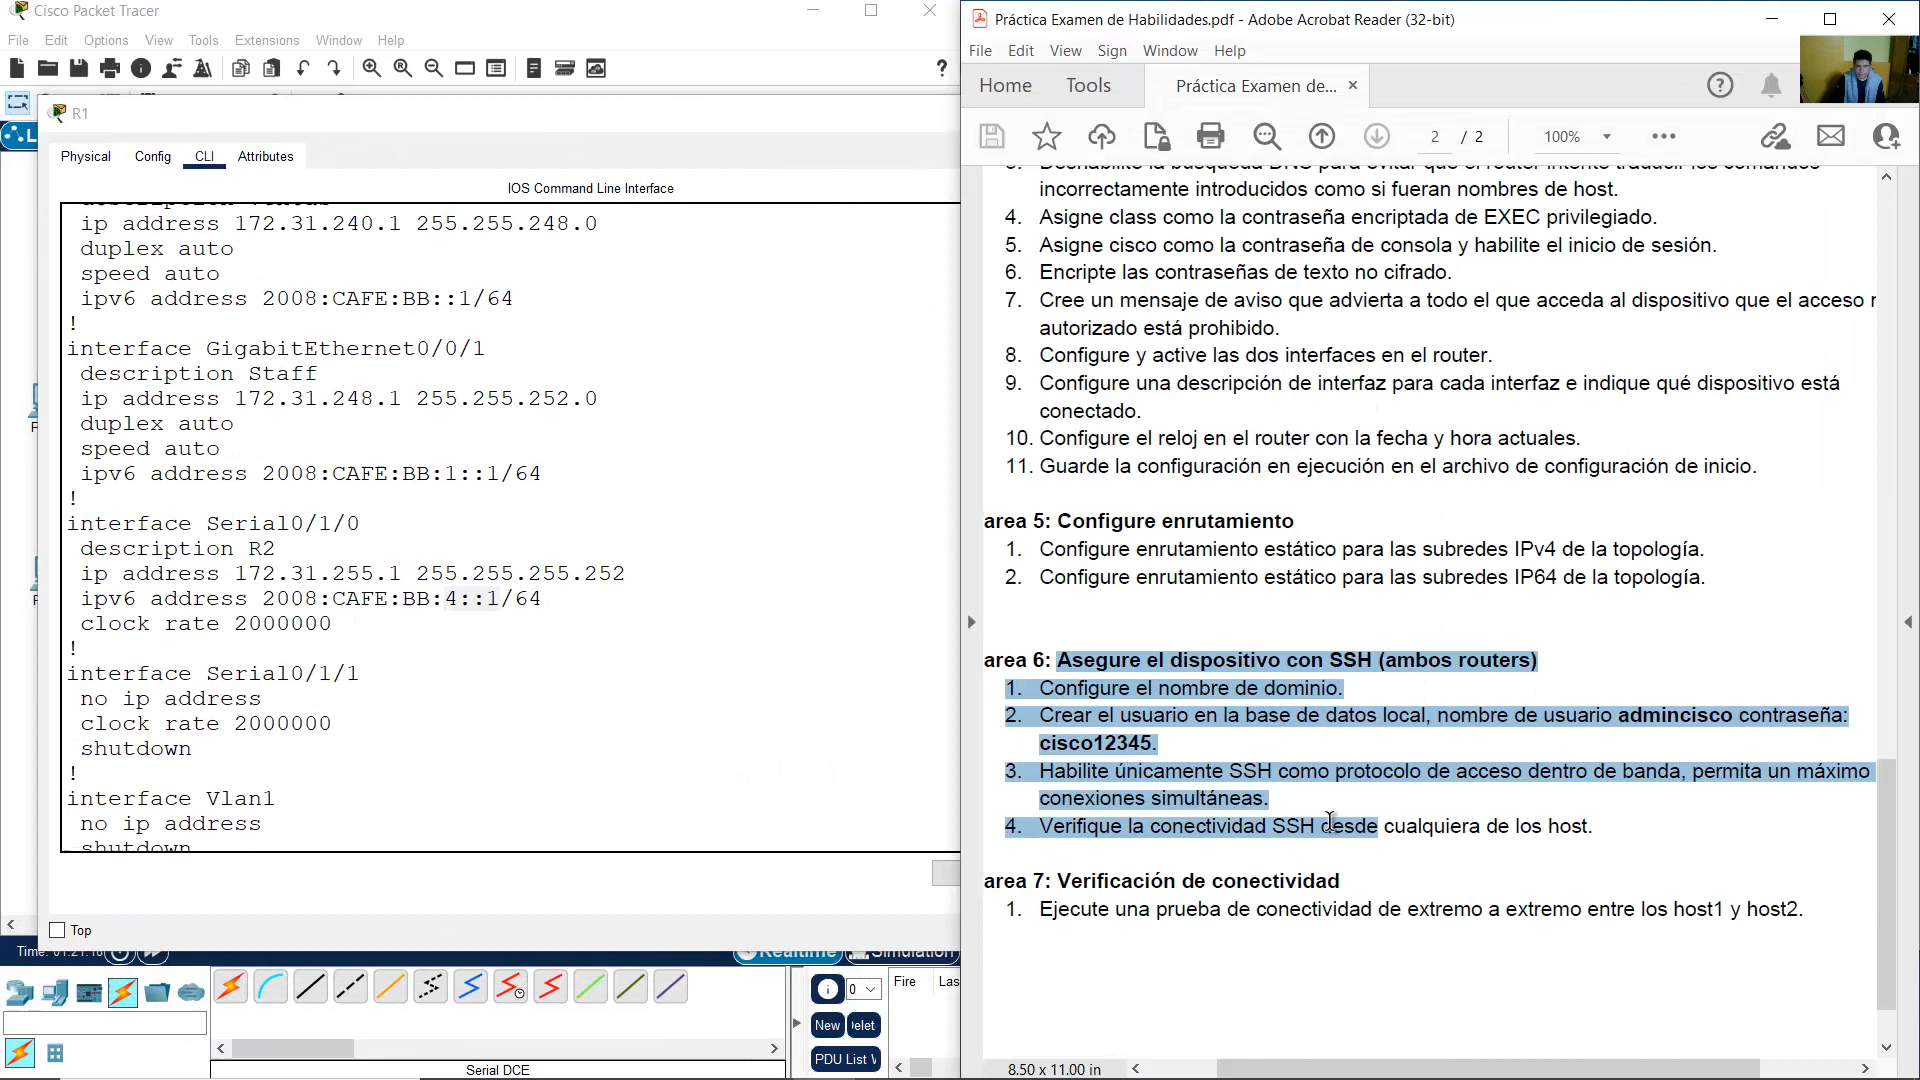 Cisco Packet Tracer
File Edit Options View Tools Extensions Window Help
R1
Physical Config CLI Attributes
IOS Command Line Interface
ip address 172.31.240.1 255.255.248.0
duplex auto
speed auto
ipv6 address 2008:CAFE:BB::1/64
!
interface GigabitEthernet0/0/1
description Staff
ip address 172.31.248.1 255.255.252.0
duplex auto
speed auto
ipv6 address 2008:CAFE:BB:1::1/64
!
interface Serial0/1/0
description R2
ip address 172.31.255.1 255.255.255.252
ipv6 address 2008:CAFE:BB:4::1/64
clock rate 2000000
!
interface Serial0/1/1
no ip address
clock rate 2000000
shutdown
!
interface Vlan1
no ip address
shutdown
Top
Realtime Simulation
0 Fire Las
New elet
PDU List
Serial DCE
Práctica Examen de Habilidades.pdf - Adobe Acrobat Reader (32-bit)
File Edit View Sign Window Help
Home Tools Práctica Examen de... ×
2 / 2 100%
incorrectamente introducidos como si fueran nombres de host.
4. Asigne class como la contraseña encriptada de EXEC privilegiado.
5. Asigne cisco como la contraseña de consola y habilite el inicio de sesión.
6. Encripte las contraseñas de texto no cifrado.
7. Cree un mensaje de aviso que advierta a todo el que acceda al dispositivo que el acceso
autorizado está prohibido.
8. Configure y active las dos interfaces en el router.
9. Configure una descripción de interfaz para cada interfaz e indique qué dispositivo está
conectado.
10. Configure el reloj en el router con la fecha y hora actuales.
11. Guarde la configuración en ejecución en el archivo de configuración de inicio.
area 5: Configure enrutamiento
1. Configure enrutamiento estático para las subredes IPv4 de la topología.
2. Configure enrutamiento estático para las subredes IP64 de la topología.
area 6: Asegure el dispositivo con SSH (ambos routers)
1. Configure el nombre de dominio.
2. Crear el usuario en la base de datos local, nombre de usuario admincisco contraseña:
cisco12345.
3. Habilite únicamente SSH como protocolo de acceso dentro de banda, permita un máximo
conexiones simultáneas.
4. Verifique la conectividad SSH desde cualquiera de los host.
area 7: Verificación de conectividad
1. Ejecute una prueba de conectividad de extremo a extremo entre los host1 y host2.
8.50 x 11.00 in